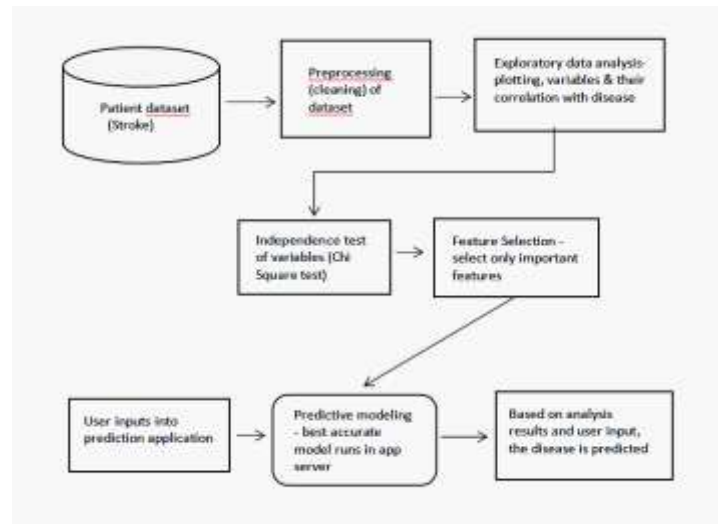 Patient dataset
(Stroke)
Preprocessing
(cleaning) of
dataset
Exploratory data analysis-
plotting, variables & their
correlation with disease
Independence test
of variables (Chi
Square test)
Feature Selection -
select only important
features
User inputs into
prediction application
Predictive modeling
- best accurate
model runs in app
server
Based on analysis
results and user input,
the disease is predicted